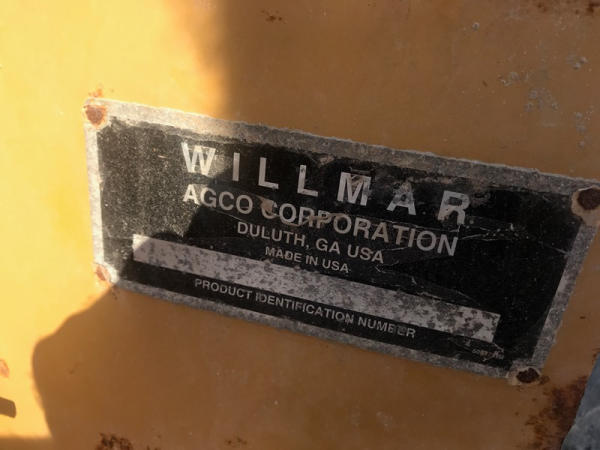 WILLMAR
AGCO CORPORATION
DULUTH, GA USA
MADE IN USA
PRODUCT IDENTIFICATION NUMBER